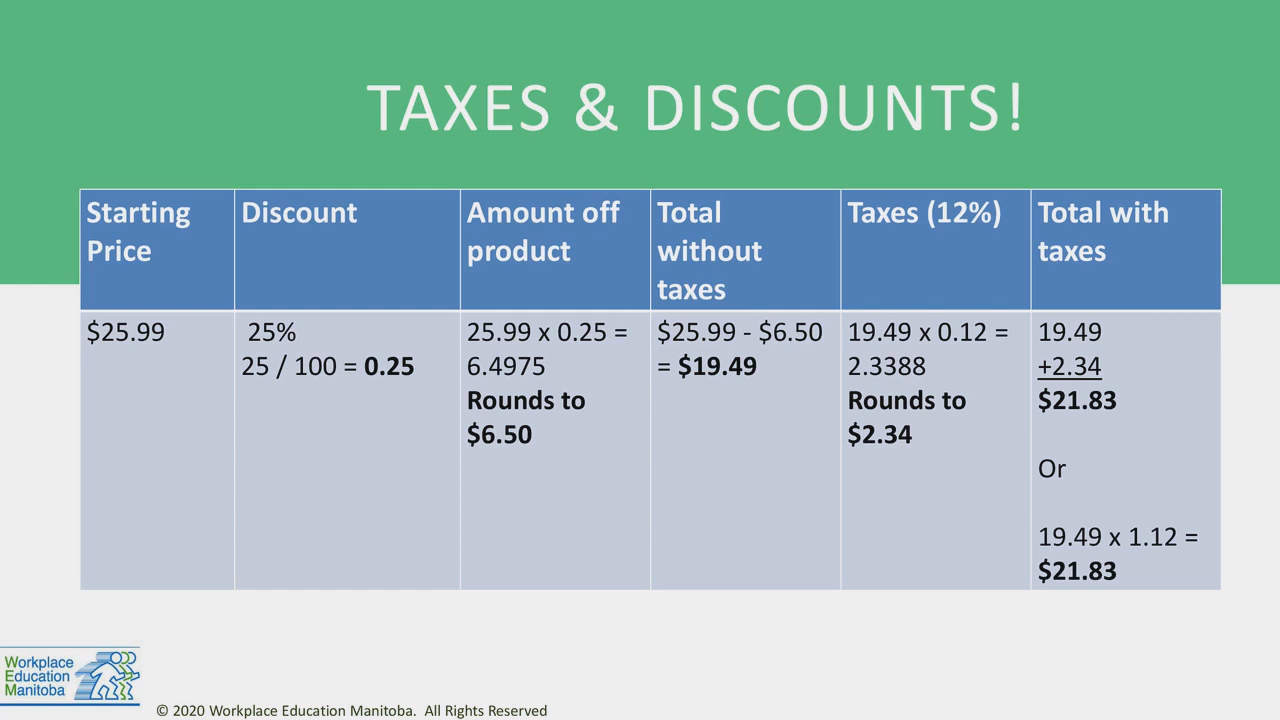 TAXES & DISCOUNTS!
Starting
Price
Discount
Amount off
product
Total
without
taxes
Taxes (12%)
Total with
taxes
$25.99
25%
25 / 100 = 0.25
25.99 x 0.25 =
6.4975
Rounds to
$6.50
$25.99 - $6.50
= $19.49
19.49 x 0.12 =
2.3388
Rounds to
$2.34
19.49
+2.34
$21.83
Or
19.49 x 1.12 =
$21.83
Workplace
Education
Manitoba
© 2020 Workplace Education Manitoba. All Rights Reserved